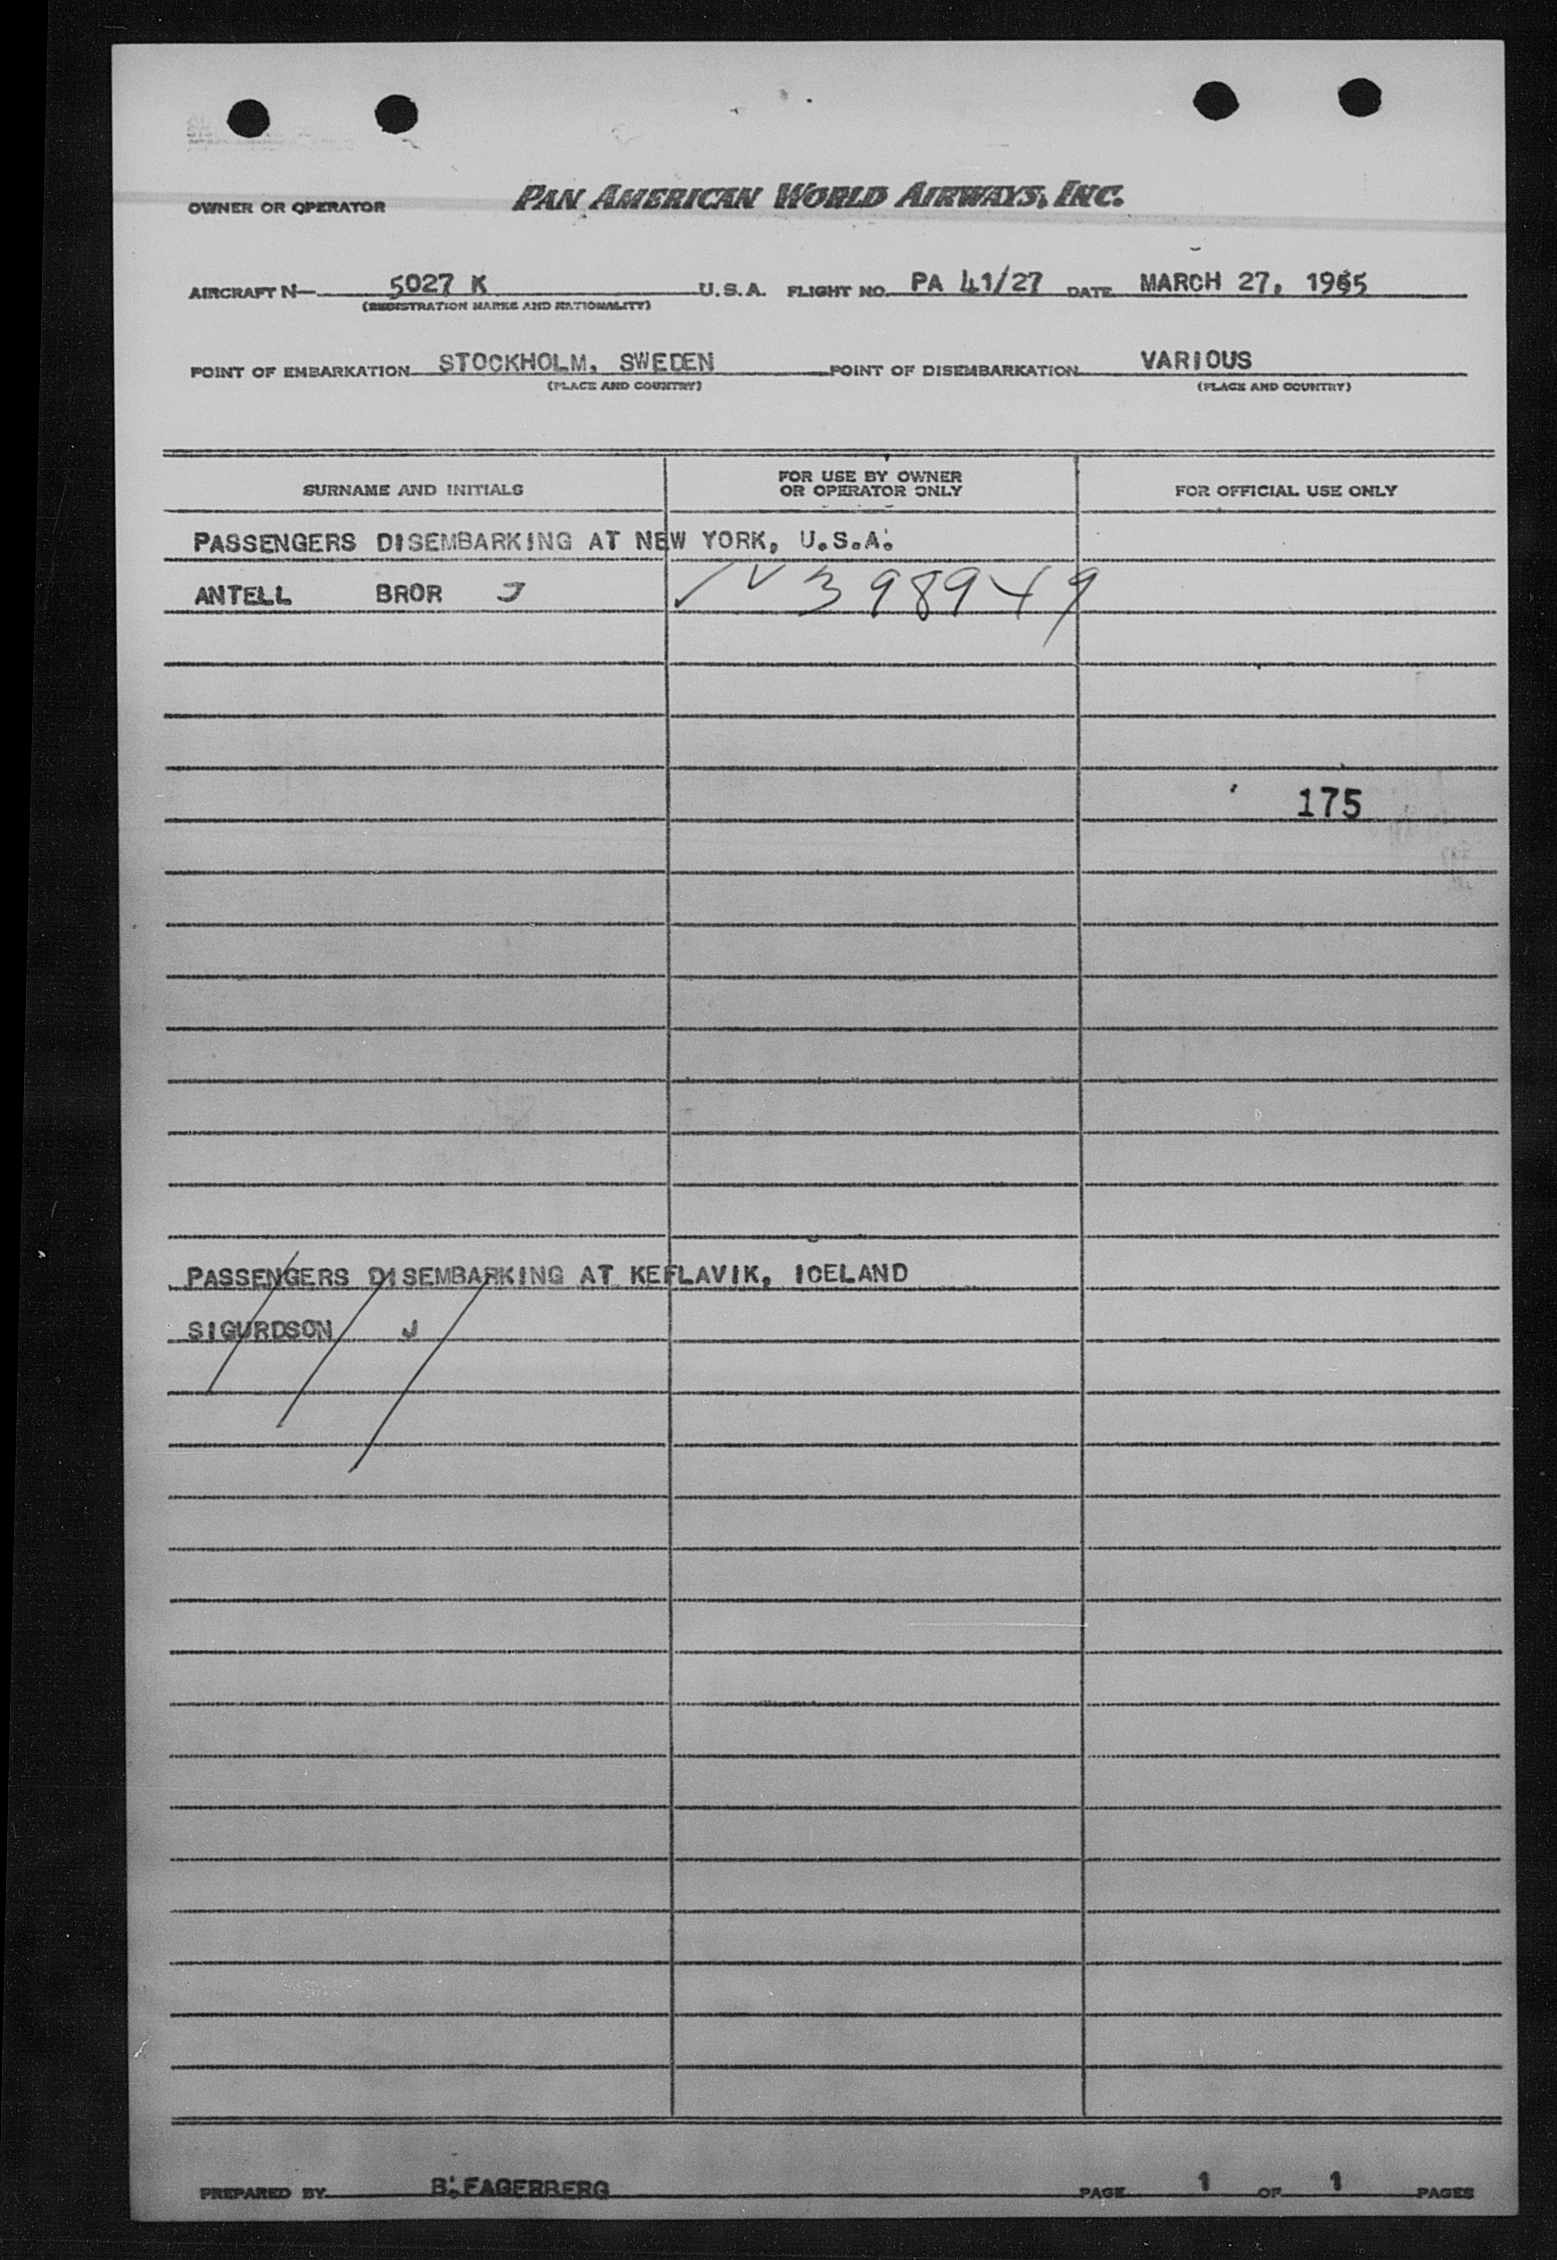 OWNER OR OPERATOR PAN AMERICAN WORLD AIRWAYS, INC.
AIRCRAFT N— 5027 K U.S.A. FLIGHT NO. PA 41/27 DATE MARCH 27, 1955
(REGISTRATION MARKS AND NATIONALITY)
POINT OF EMBARKATION STOCKHOLM, SWEDEN POINT OF DISEMBARKATION VARIOUS
(PLACE AND COUNTRY) (PLACE AND COUNTRY)
SURNAME AND INITIALS FOR USE BY OWNER OR OPERATOR ONLY FOR OFFICIAL USE ONLY
PASSENGERS DISEMBARKING AT NEW YORK, U.S.A.
ANTELL BROR J ✓ V 398949
175
PASSENGERS DISEMBARKING AT KEFLAVIK, ICELAND
SIGURDSON J
PREPARED BY B. FAGERBERG PAGE 1 OF 1 PAGES